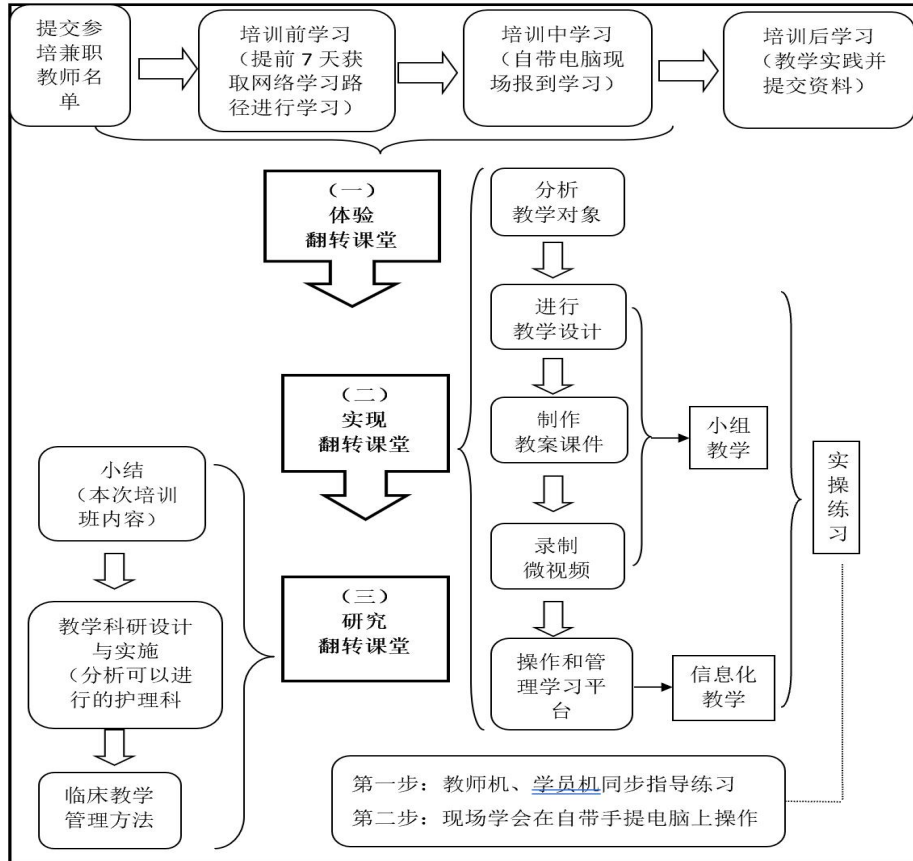 提交参
培兼职
教师名
单
培训前学习
（提前 7 天获
取网络学习路
径进行学习）
培训中学习
（自带电脑现
场报到学习）
培训后学习
（教学实践并
提交资料）
（一）
体验
翻转课堂
（二）
实现
翻转课堂
（三）
研究
翻转课堂
分析
教学对象
进行
教学设计
制作
教案课件
录制
微视频
操作和管
理学习平
台
小组
教学
信息化
教学
实
操
练
习
小结
（本次培训
班内容）
教学科研设计
与实施
（分析可以进
行的护理科
临床教学
管理方法
第一步：教师机、学员机同步指导练习
第二步：现场学会在自带手提电脑上操作